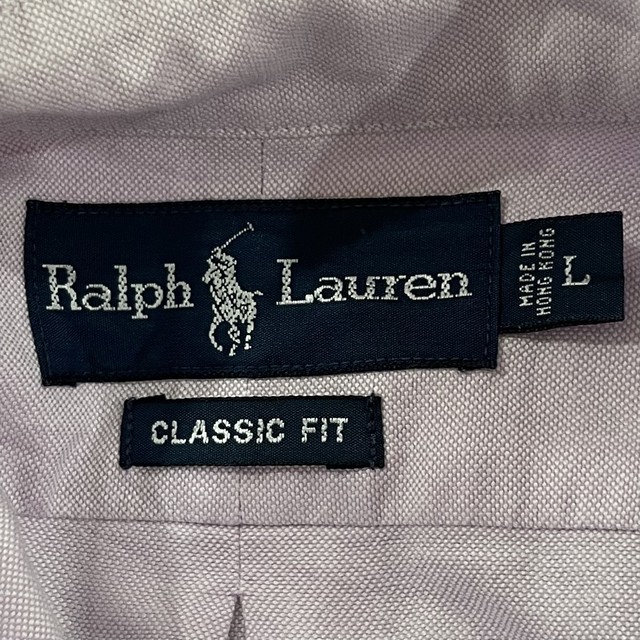 Ralph Lauren
MADE IN
HONG KONG
L
CLASSIC FIT